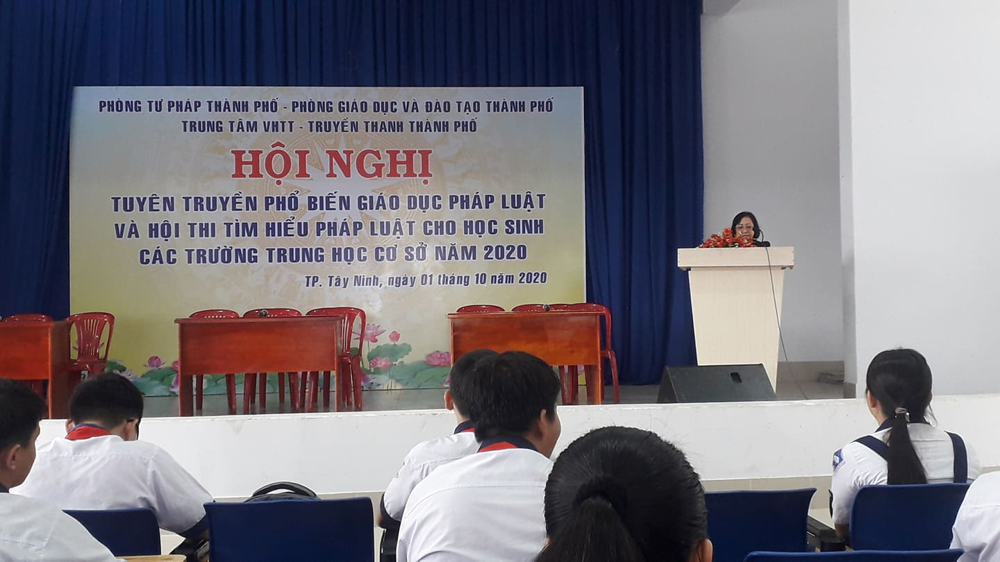 PHÒNG TƯ PHÁP THÀNH PHỐ - PHÒNG GIÁO DỤC VÀ ĐÀO TẠO THÀNH PHỐ
TRUNG TÂM VHTT - TRUYỀN THANH THÀNH PHỐ
HỘI NGHỊ
TUYÊN TRUYỀN PHỔ BIẾN GIÁO DỤC PHÁP LUẬT
VÀ HỘI THI TÌM HIỂU PHÁP LUẬT CHO HỌC SINH
CÁC TRƯỜNG TRUNG HỌC CƠ SỞ NĂM 2020
TP. Tây Ninh, ngày 01 tháng 10 năm 2020